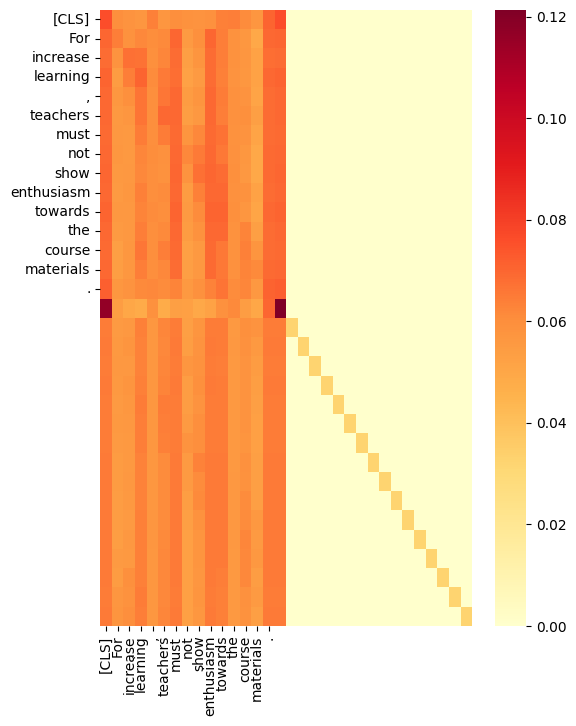 [CLS]
For
increase
learning
,
teachers
must
not
show
enthusiasm
towards
the
course
materials
.
[CLS]
For
increase
learning
,
teachers
must
not
show
enthusiasm
towards
the
course
materials
.
0.12
0.10
0.08
0.06
0.04
0.02
0.00